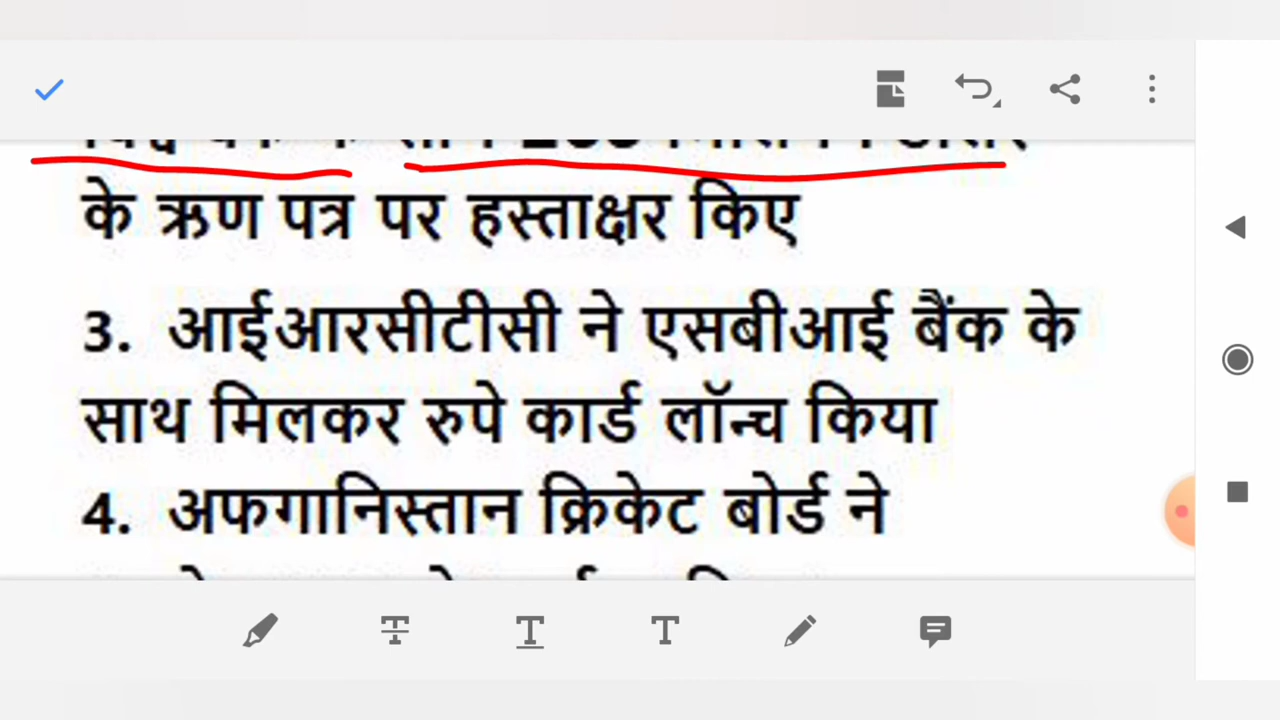 के ऋण पत्र पर हस्ताक्षर किए
3. आईआरसीटीसी ने एसबीआई बैंक के
साथ मिलकर रुपे कार्ड लॉन्च किया
4. अफगानिस्तान क्रिकेट बोर्ड ने